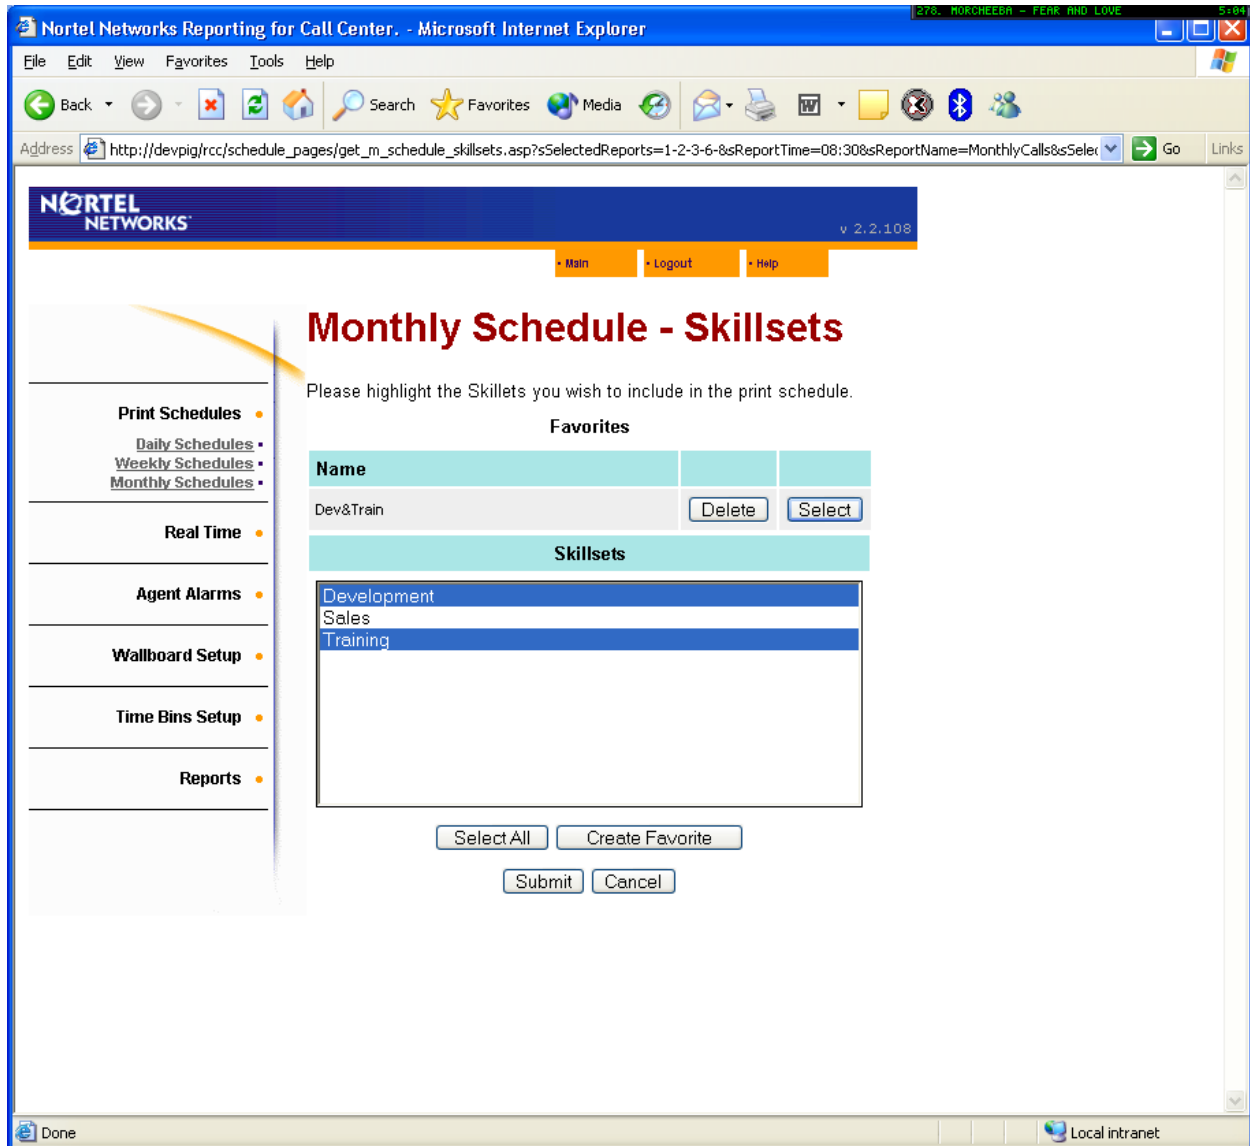 278. MORCHEEBA - FEAR AND LOVE 5:04
Nortel Networks Reporting for Call Center. - Microsoft Internet Explorer
File Edit View Favorites Tools Help
Back Search Favorites Media
Address http://devpig/rcc/schedule_pages/get_m_schedule_skillsets.asp?sSelectedReports=1-2-3-6-&sReportTime=08:30&sReportName=MonthlyCalls&sSelec Go Links
NORTEL
NETWORKS
v 2.2.108
Main Logout Help
Monthly Schedule - Skillsets
Please highlight the Skillets you wish to include in the print schedule.
Print Schedules
Daily Schedules
Weekly Schedules
Monthly Schedules
Real Time
Agent Alarms
Wallboard Setup
Time Bins Setup
Reports
Favorites
Name
Dev&Train Delete Select
Skillsets
Development
Sales
Training
Select All Create Favorite
Submit Cancel
Done Local intranet